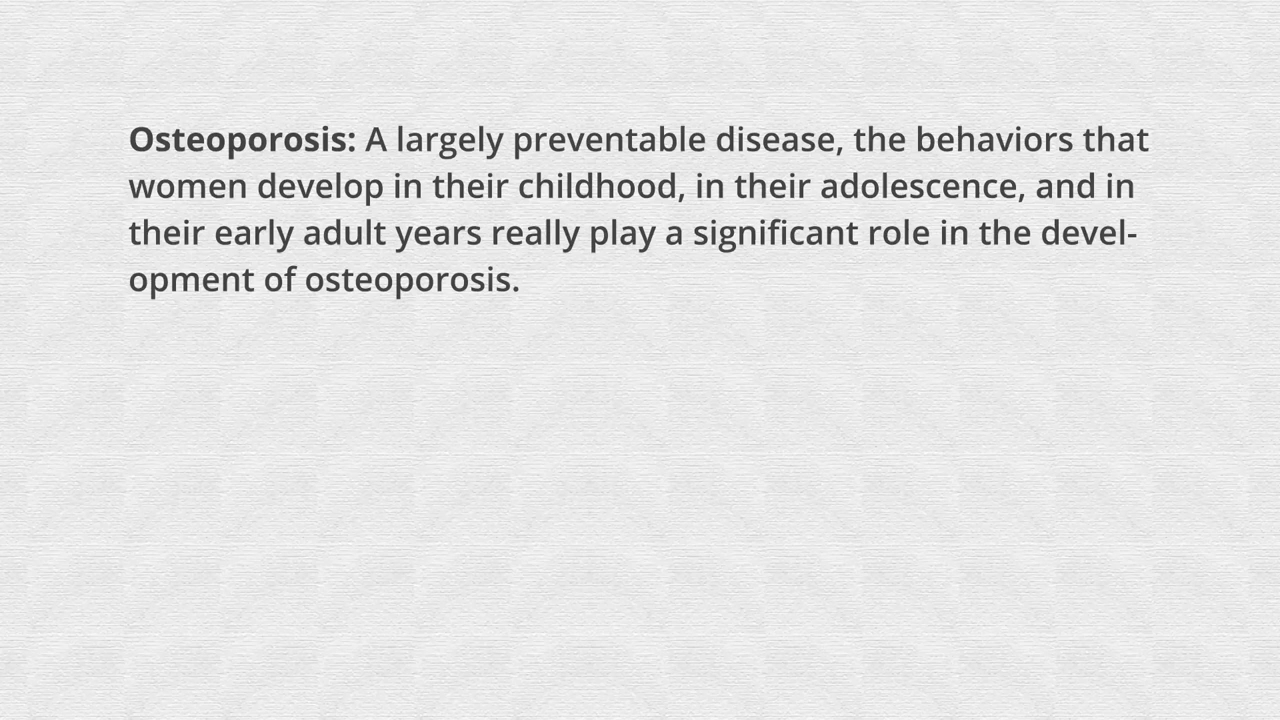 Osteoporosis: A largely preventable disease, the behaviors that
women develop in their childhood, in their adolescence, and in
their early adult years really play a significant role in the devel-
opment of osteoporosis.